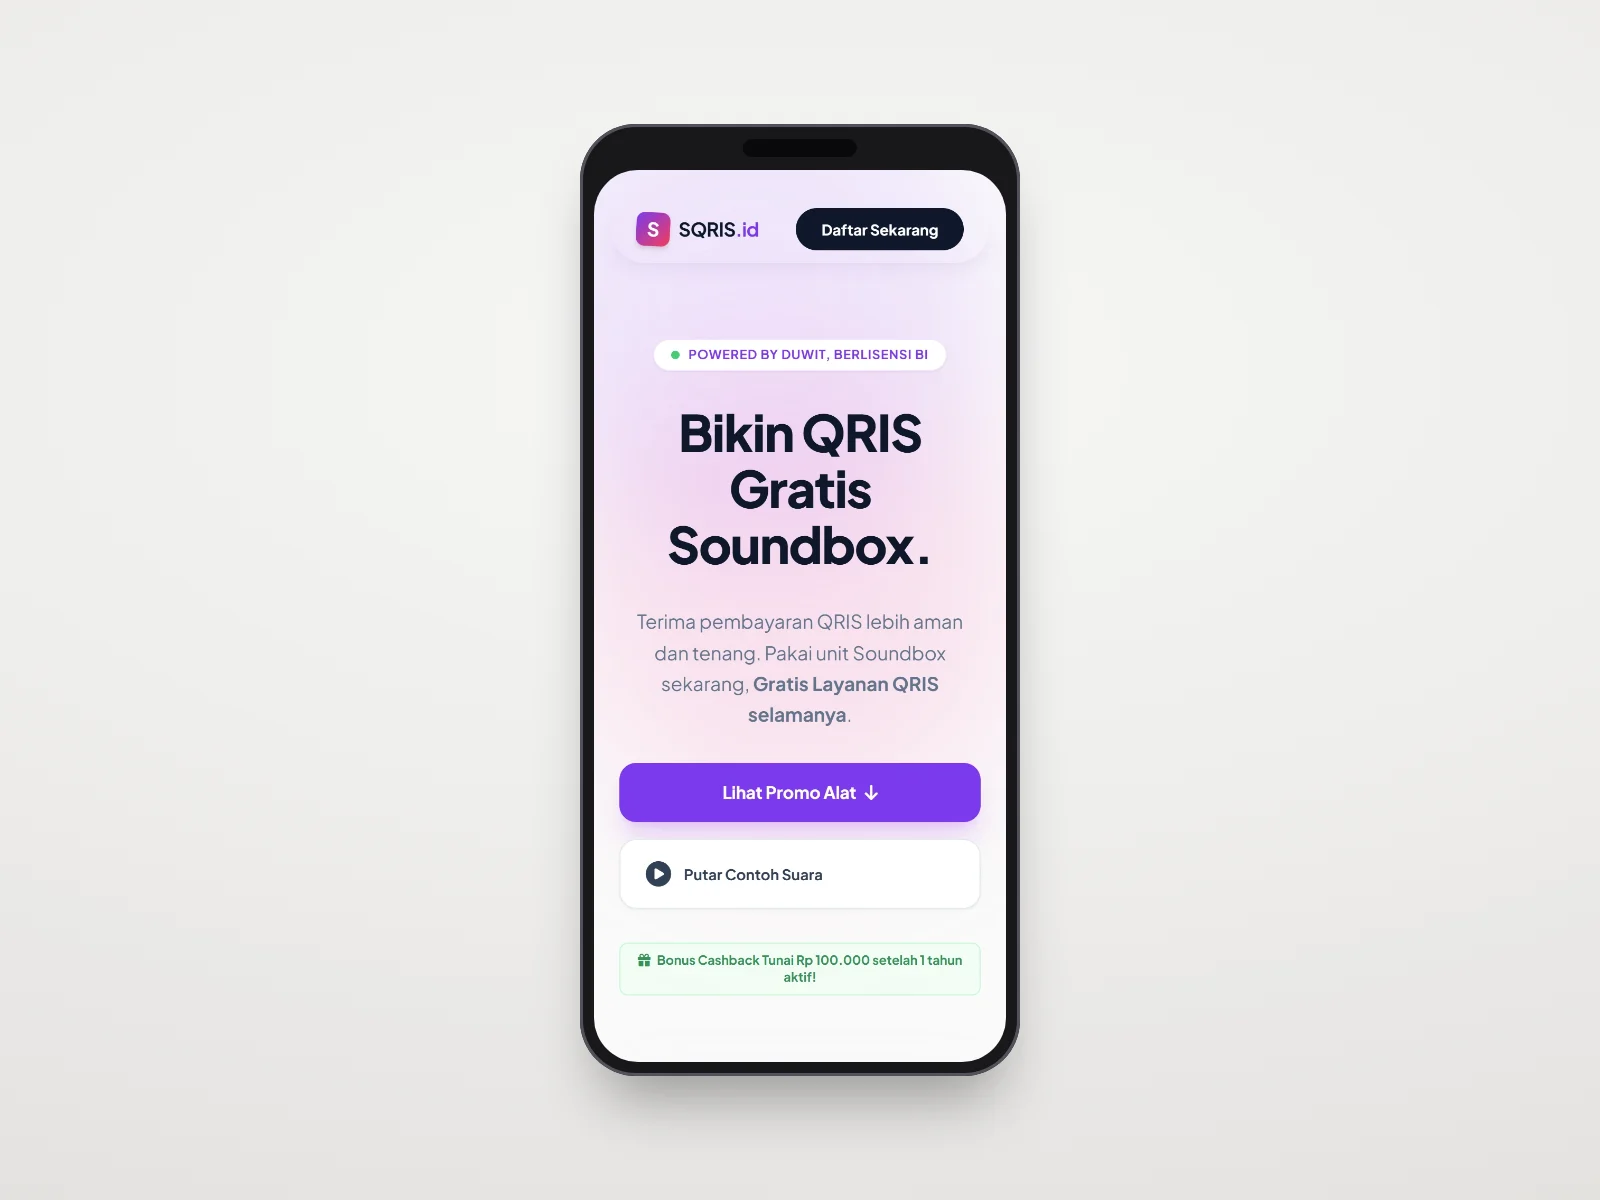 S SQRIS.id
Daftar Sekarang
POWERED BY DUWIT, BERLISENSI BI
Bikin QRIS
Gratis
Soundbox.
Terima pembayaran QRIS lebih aman
dan tenang. Pakai unit Soundbox
sekarang, Gratis Layanan QRIS
selamanya.
Lihat Promo Alat ↓
Putar Contoh Suara
Bonus Cashback Tunai Rp 100.000 setelah 1 tahun
aktif!